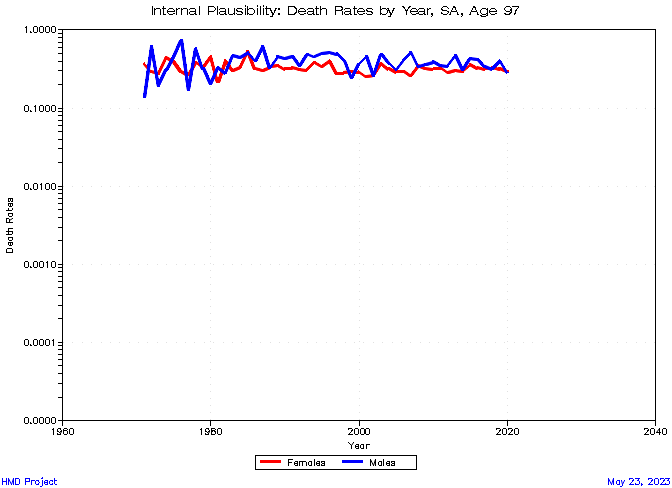 Internal Plausibility: Death Rates by Year, SA, Age 97
1.0000
0.1000
0.0100
0.0010
0.0001
0.0000
Death Rates
1960 1980 2000 2020 2040
Year
Females Males
HMD Project May 23, 2023